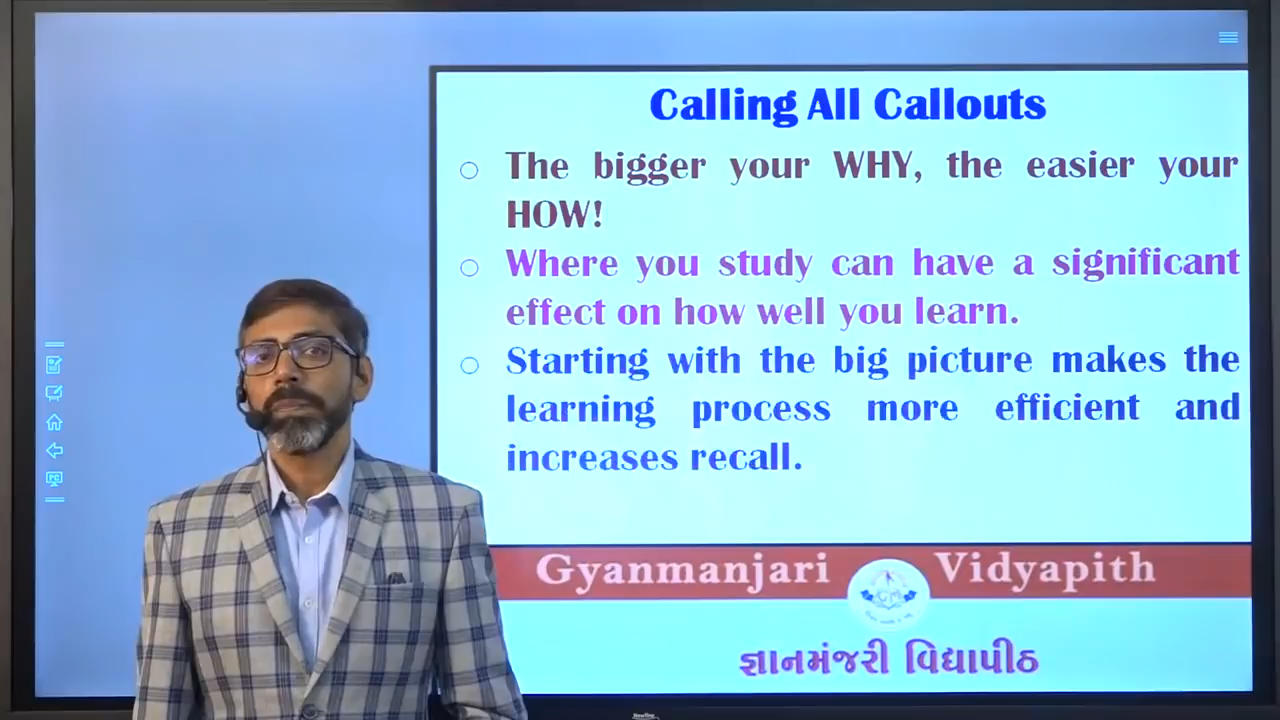 Calling All Callouts
The bigger your WHY, the easier your
HOW!
Where you study can have a significant
effect on how well you learn.
Starting with the big picture makes the
learning process more efficient and
increases recall.
Gyanmanjari Vidyapith
જ્ઞાનમંજરી વિદ્યાપીઠ